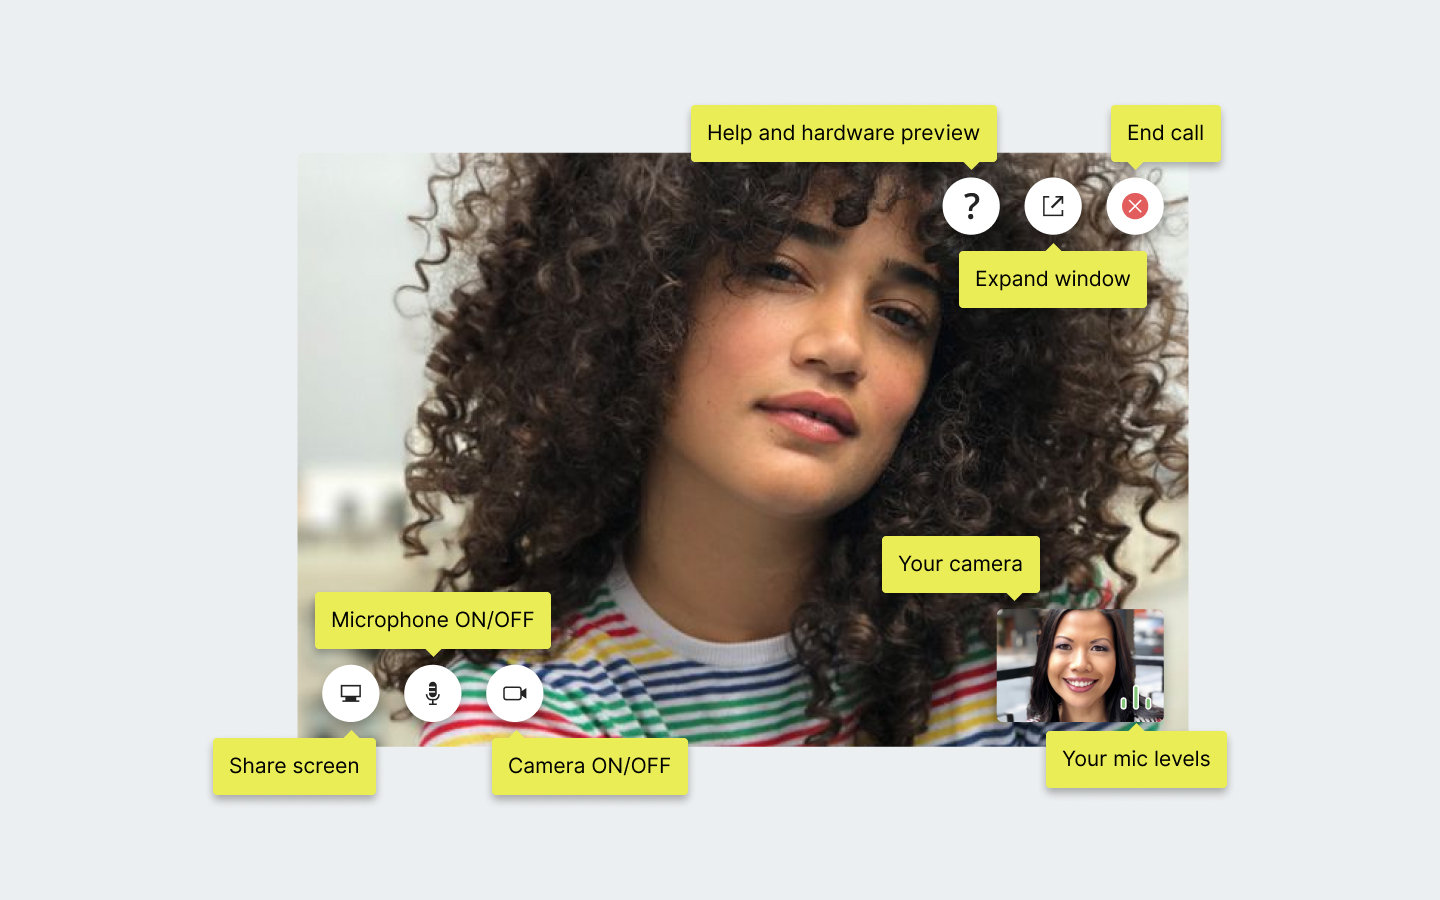 Help and hardware preview
End call
?
Expand window
Your camera
Microphone ON/OFF
Share screen
Camera ON/OFF
Your mic levels